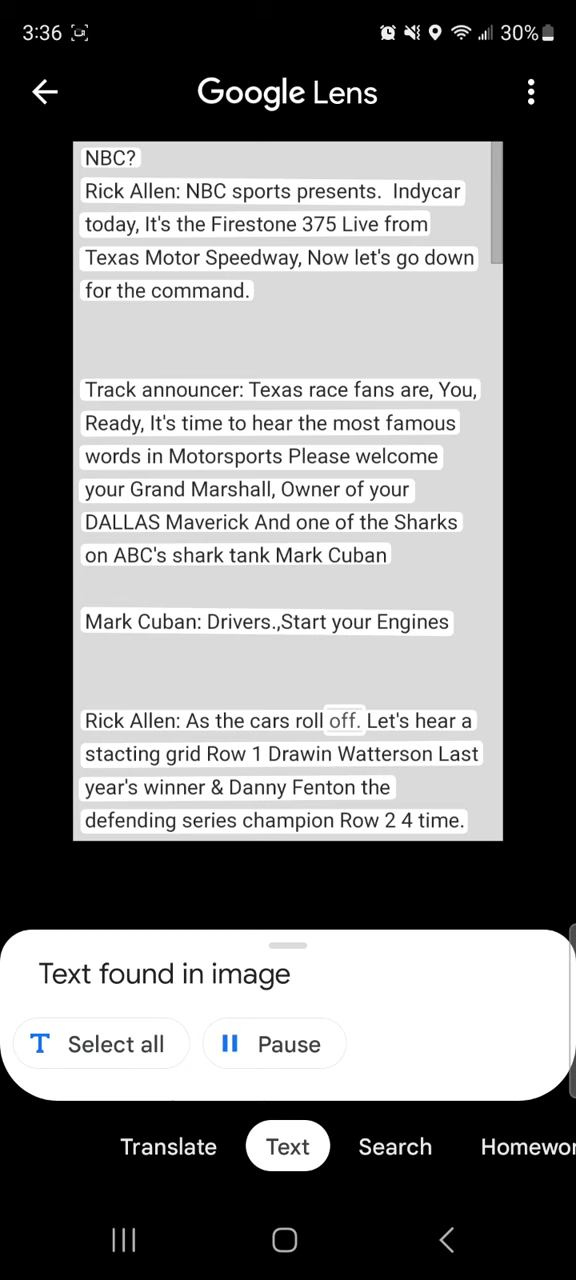 3:36
30%
Google Lens
NBC?
Rick Allen: NBC sports presents.  Indycar
today, It's the Firestone 375 Live from
Texas Motor Speedway, Now let's go down
for the command.
Track announcer: Texas race fans are, You,
Ready, It's time to hear the most famous
words in Motorsports Please welcome
your Grand Marshall, Owner of your
DALLAS Maverick And one of the Sharks
on ABC's shark tank Mark Cuban
Mark Cuban: Drivers.,Start your Engines
Rick Allen: As the cars roll off. Let's hear a
stacting grid Row 1 Drawin Watterson Last
year's winner & Danny Fenton the
defending series champion Row 2 4 time.
Text found in image
T Select all
Pause
Translate
Text
Search
Homewor